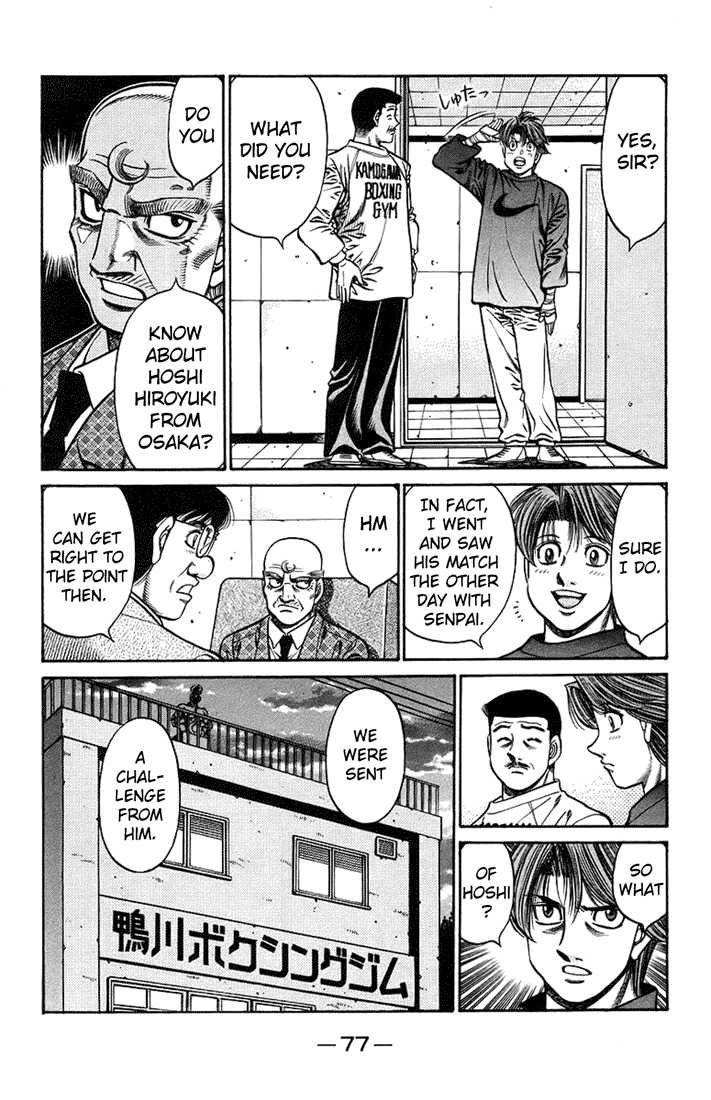 YES,
SIR?
しゅたっ
WHAT
DID YOU
NEED?
KAMOGAWA
BOXING
GYM
DO
YOU
KNOW
ABOUT
HOSHI
HIROYUKI
FROM
OSAKA?
SURE
I DO.
IN FACT,
I WENT
AND SAW
HIS MATCH
THE OTHER
DAY WITH
SENPAI.
HM
...
WE
CAN GET
RIGHT TO
THE POINT
THEN.
SO
WHAT
OF
HOSHI
?
WE
WERE
SENT
A
CHAL-
LENGE
FROM
HIM.
鴨川ボクシングジム
—77—